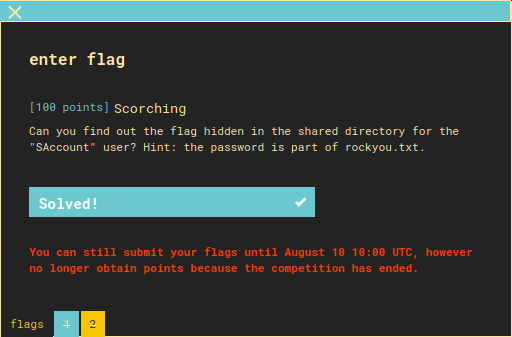 enter flag
[100 points] Scorching
Can you find out the flag hidden in the shared directory for the
"SAccount" user? Hint: the password is part of rockyou.txt.
Solved!
You can still submit your flags until August 10 10:00 UTC, however
no longer obtain points because the competition has ended.
flags 1 2